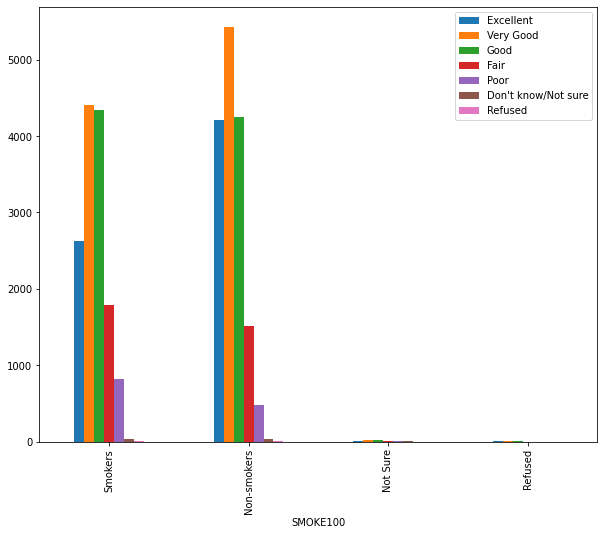 Excellent
Very Good
Good
Fair
Poor
Don't know/Not sure
Refused
5000
4000
3000
2000
1000
0
Smokers
Non-smokers
Not Sure
Refused
SMOKE100